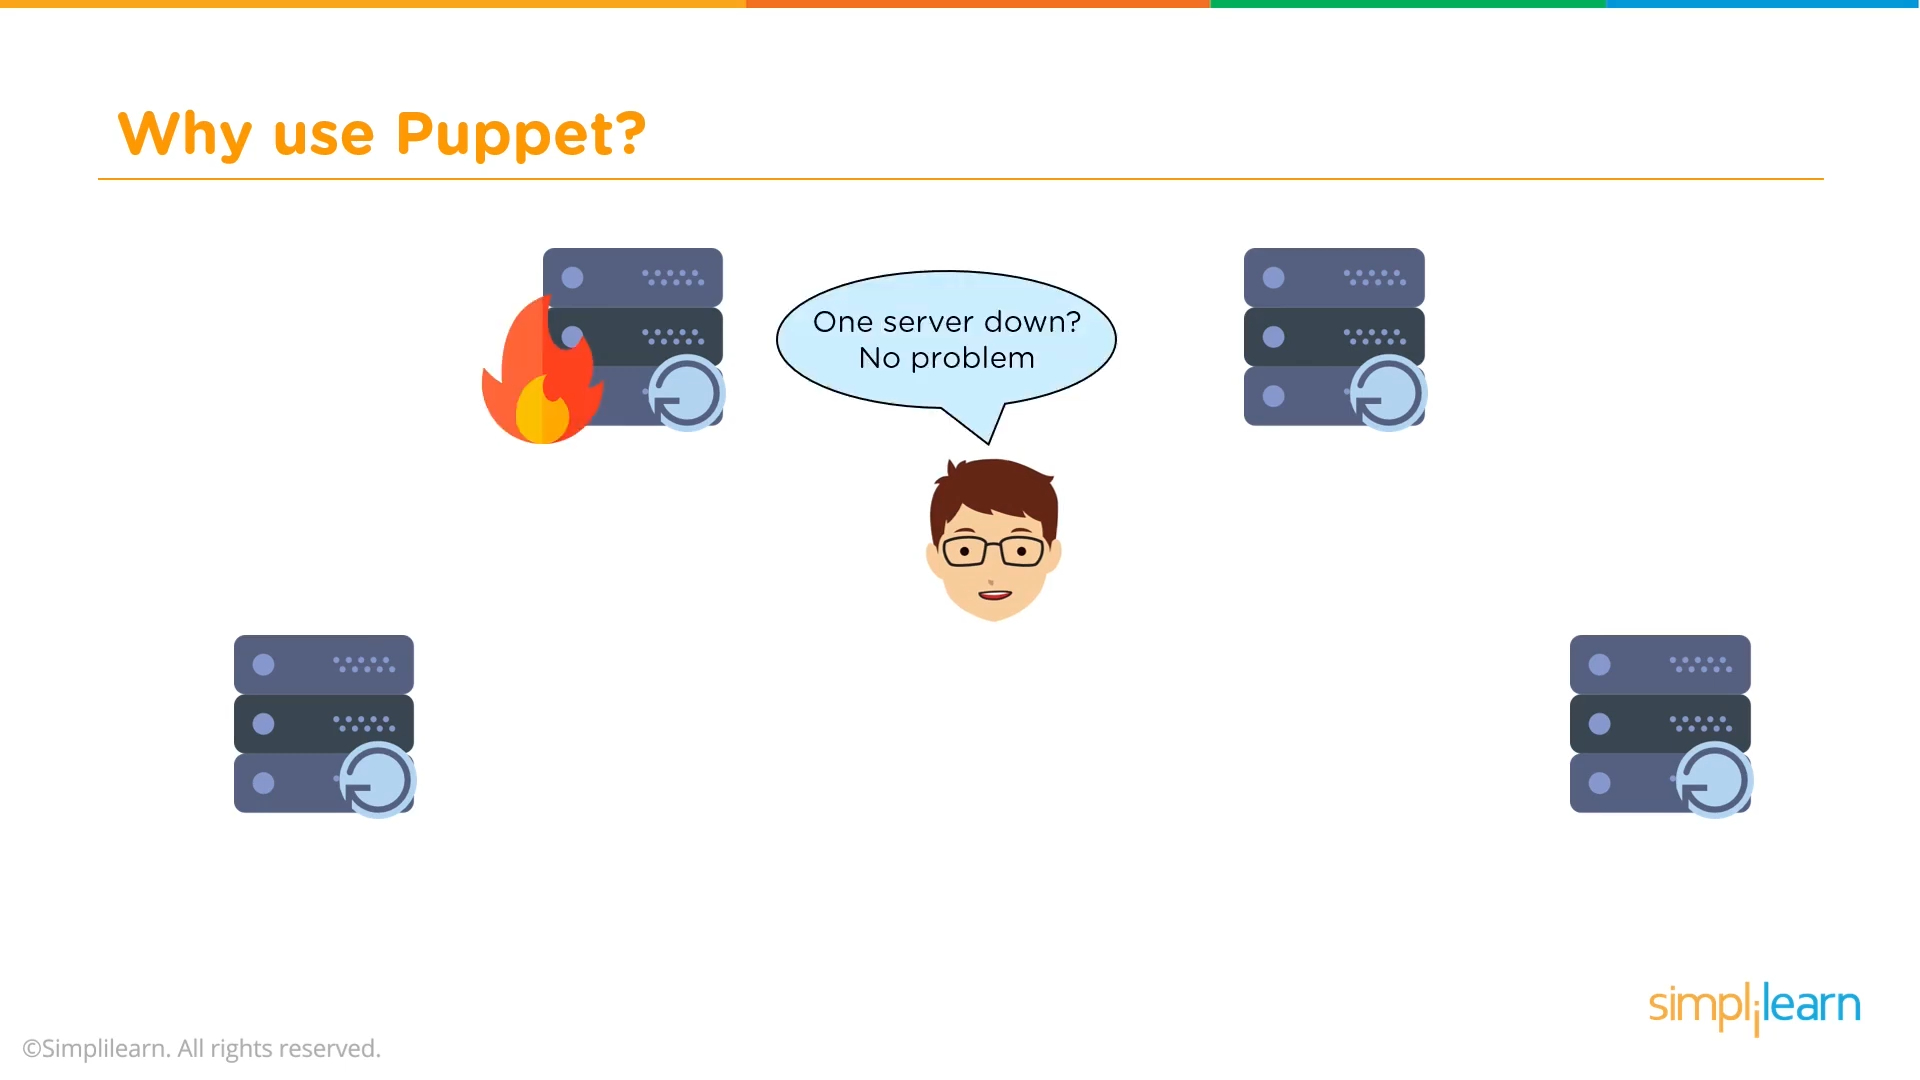 Why use Puppet?
One server down?
No problem
simplilearn
©Simplilearn. All rights reserved.